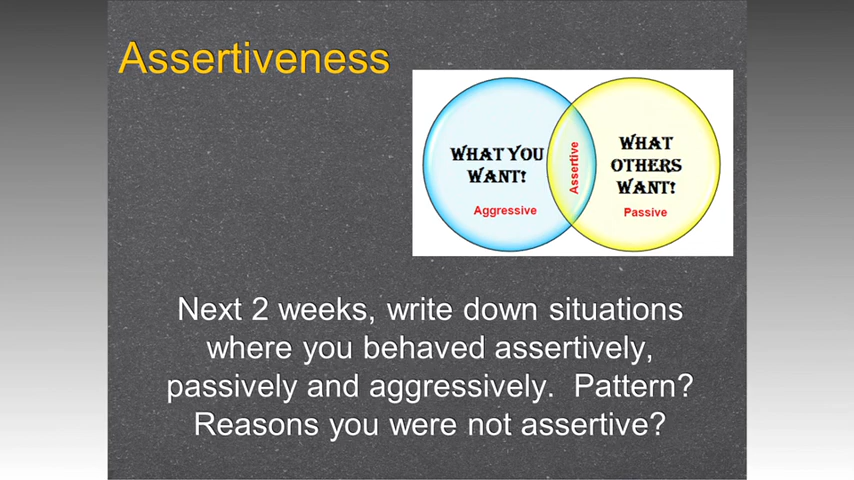 Assertiveness
WHAT YOU
WANT!
Aggressive
Assertive
WHAT
OTHERS
WANT!
Passive
Next 2 weeks, write down situations
where you behaved assertively,
passively and aggressively.  Pattern?
Reasons you were not assertive?